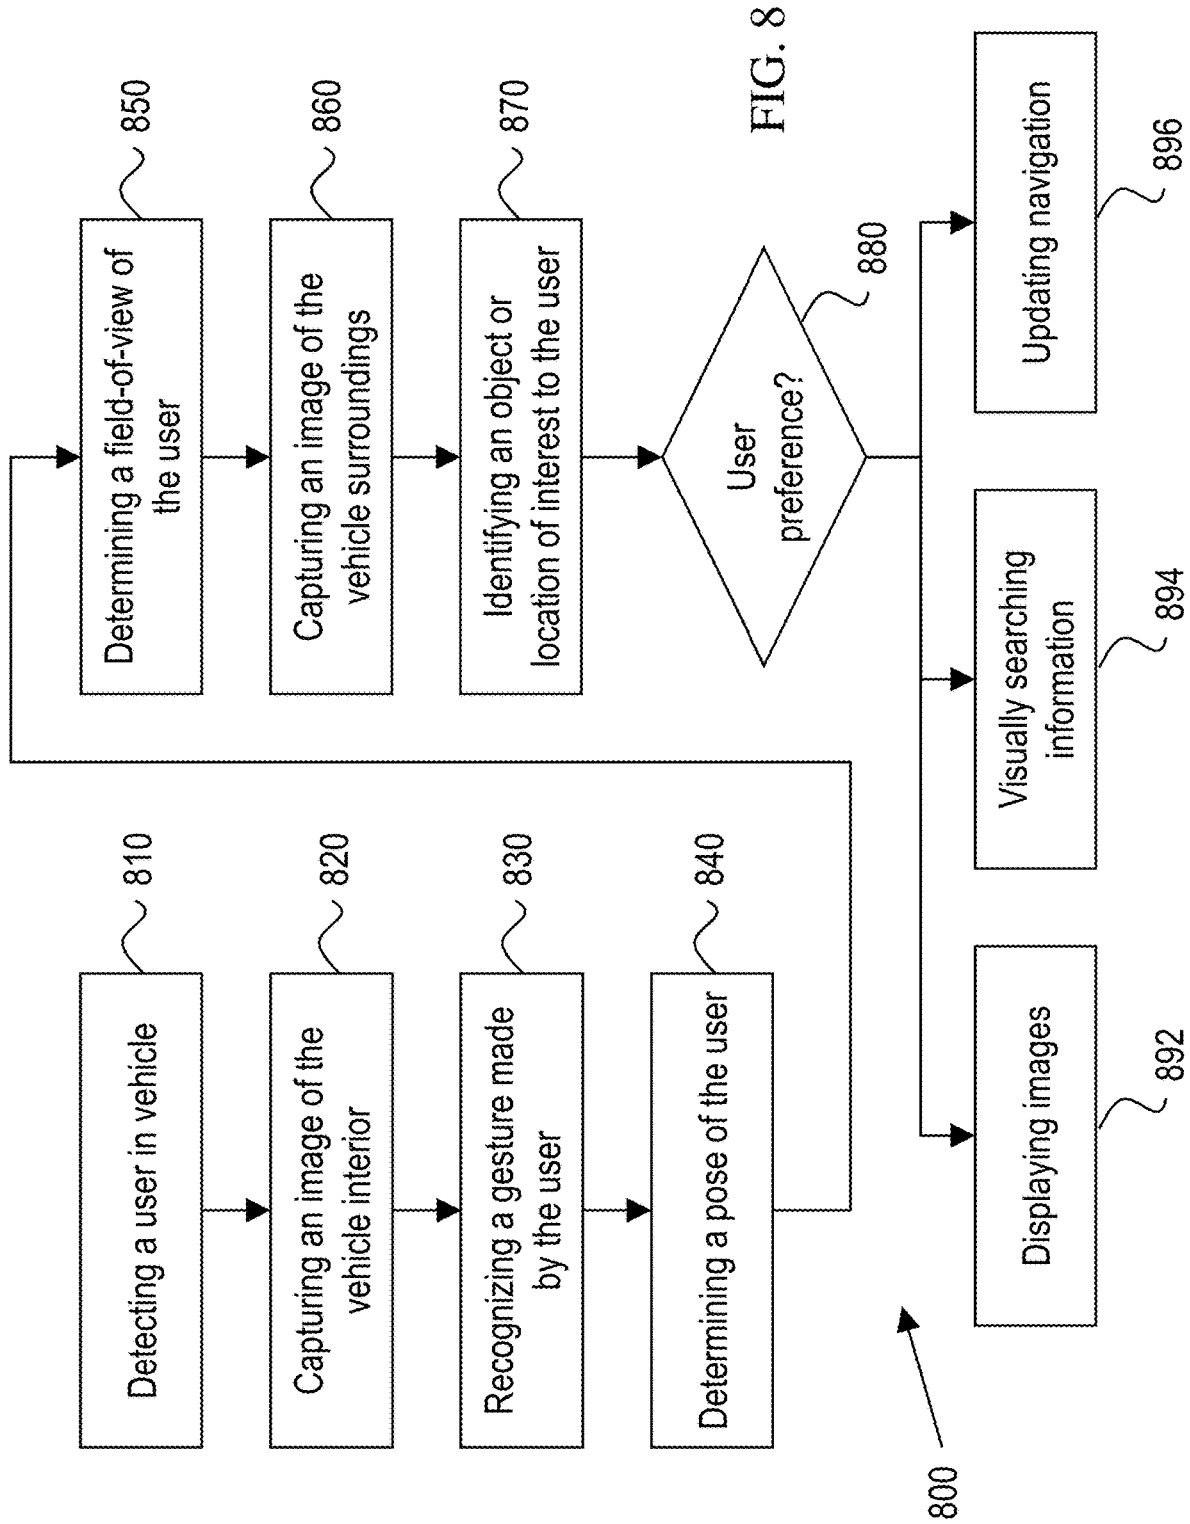 810
Detecting a user in vehicle
820
Capturing an image of the
vehicle interior
830
Recognizing a gesture made
by the user
840
Determining a pose of the user
850
Determining a field-of-view of
the user
860
Capturing an image of the
vehicle surroundings
870
Identifying an object or
location of interest to the user
User
preference?
880
Displaying images
892
Visually searching
information
894
Updating navigation
896
800
FIG. 8